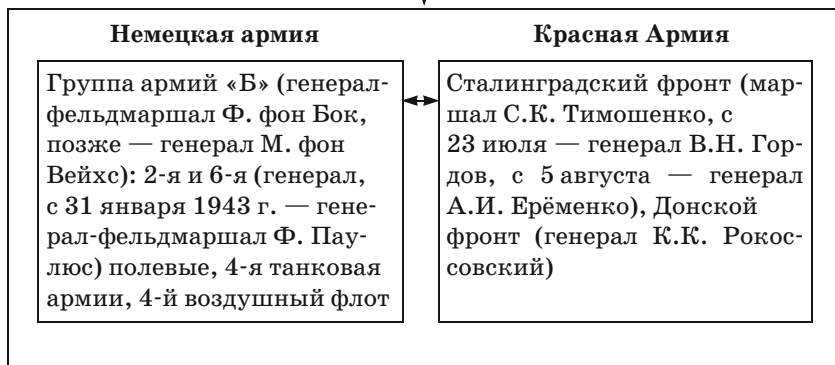 Немецкая армия
Группа армий «Б» (генерал-
фельдмаршал Ф. фон Бок,
позже — генерал М. фон
Вейхс): 2-я и 6-я (генерал,
с 31 января 1943 г. — гене-
рал-фельдмаршал Ф. Пау-
люс) полевые, 4-я танковая
армии, 4-й воздушный флот
Красная Армия
Сталинградский фронт (мар-
шал С.К. Тимошенко, с
23 июля — генерал В.Н. Гор-
дов, с 5 августа — генерал
А.И. Ерёменко), Донской
фронт (генерал К.К. Рокос-
совский)